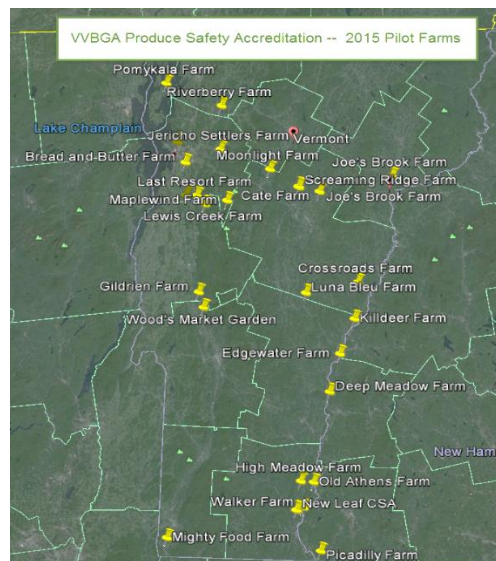 VVBGA Produce Safety Accreditation -- 2015 Pilot Farms
Pomykala Farm
Riverberry Farm
Lake Champlain
Jericho Settlers Farm
Vermont
Bread and Butter Farm
Moonlight Farm
Joe's Brook Farm
Last Resort Farm
Screaming Ridge Farm
Maplewind Farm
Cate Farm
Joe's Brook Farm
Lewis Creek Farm
Crossroads Farm
Gildrien Farm
Luna Bleu Farm
Wood's Market Garden
Killdeer Farm
Edgewater Farm
Deep Meadow Farm
New Ham
High Meadow Farm
Old Athens Farm
Walker Farm
New Leaf CSA
Mighty Food Farm
Picadilly Farm